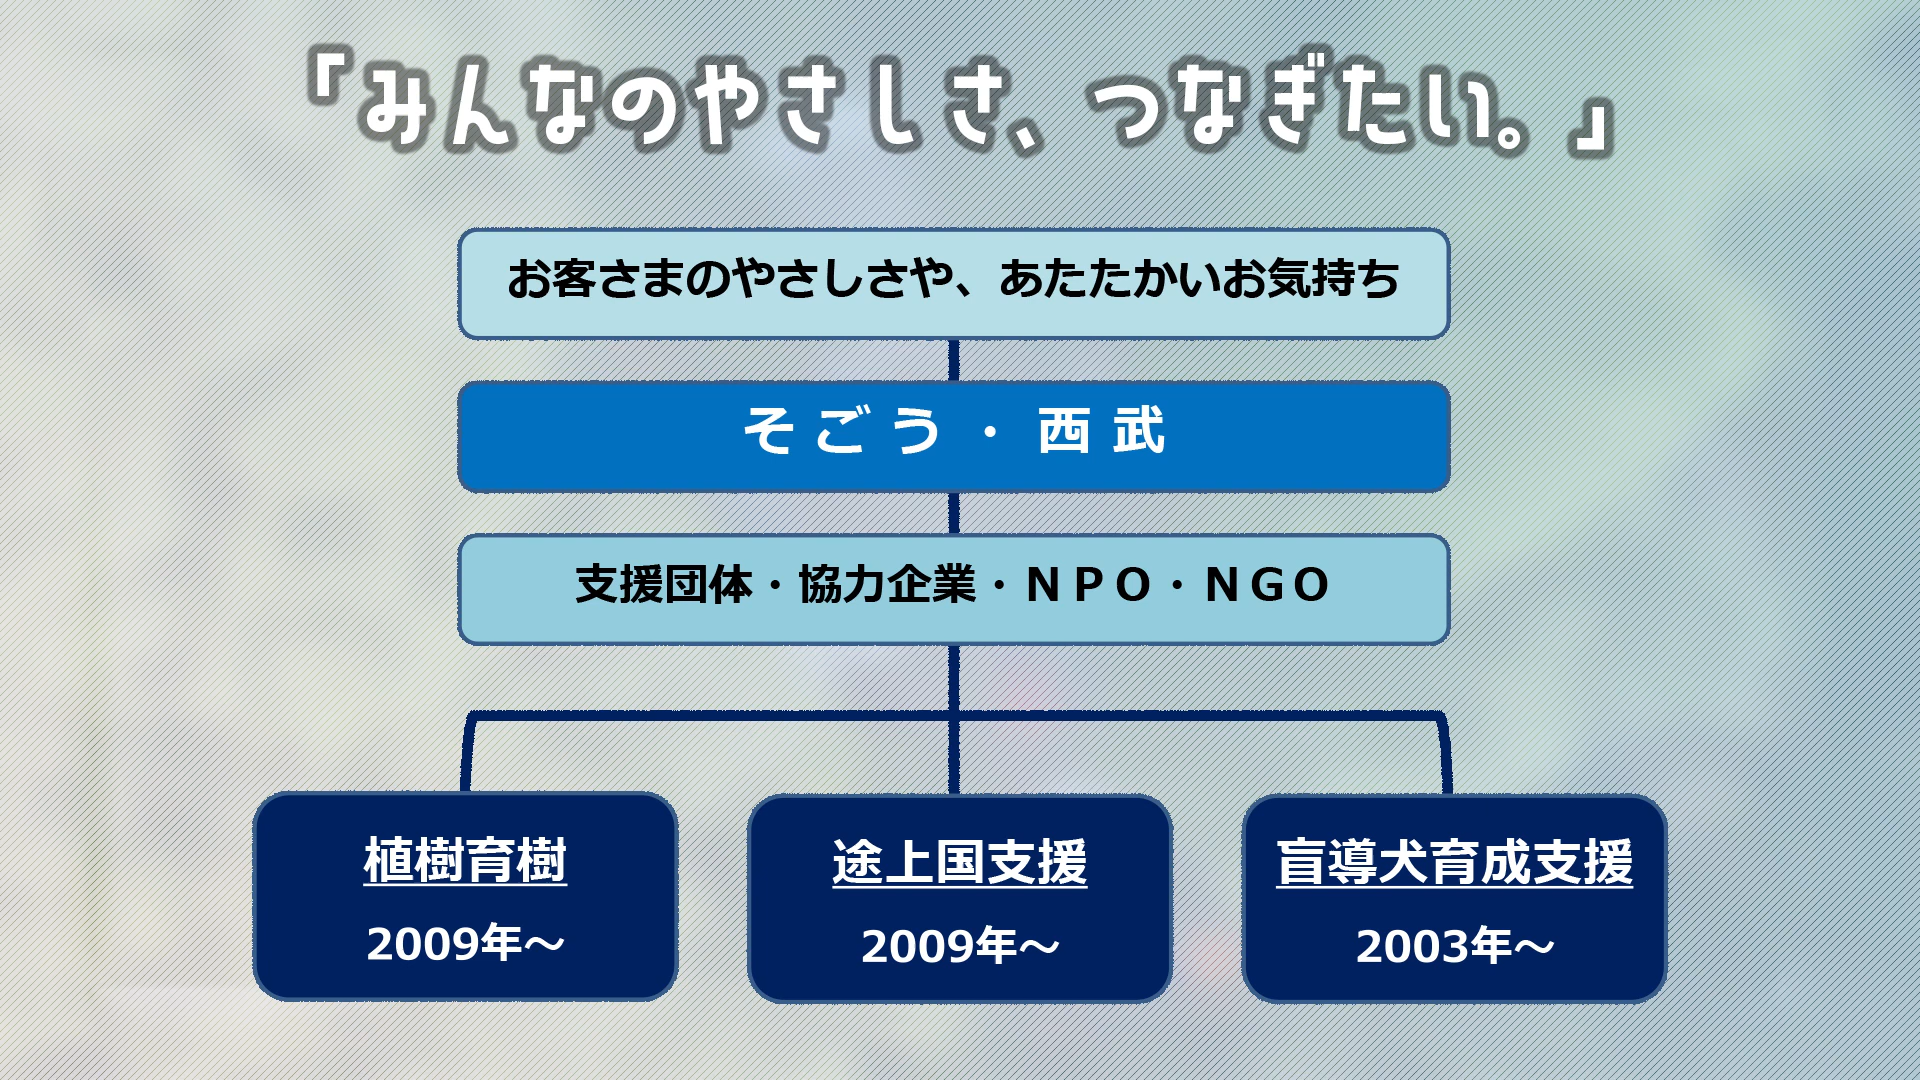 『みんなのやさしさ、つなぎたい。』
お客さまのやさしさや、あたたかいお気持ち
そごう・西武
支援団体・協力企業・ＮＰＯ・ＮＧＯ
植樹育樹
2009年～
途上国支援
2009年～
盲導犬育成支援
2003年～